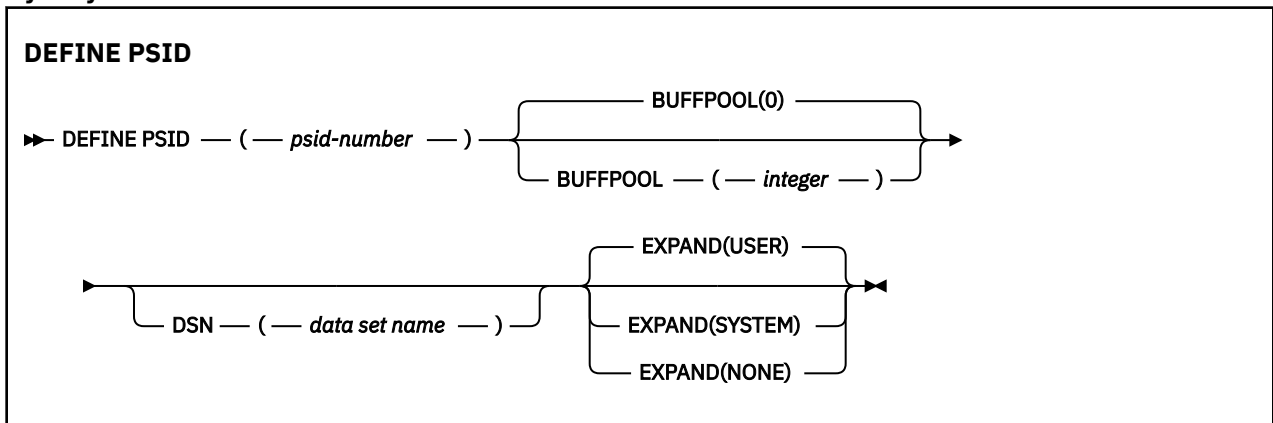 DEFINE PSID
BUFFPOOL(0)
DEFINE PSID ( psid-number )
BUFFPOOL ( integer )
EXPAND(USER)
DSN ( data set name ) EXPAND(SYSTEM)
EXPAND(NONE)